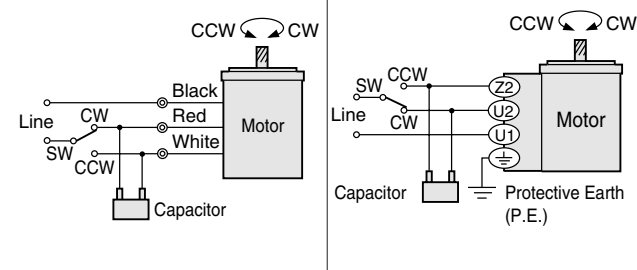 CCW CW
Black
Line CW Red
Motor
White
SW
CCW
Capacitor
CCW CW
CCW
SW Z2
U2
Line CW
U1
Motor
Capacitor
Protective Earth
(P.E.)